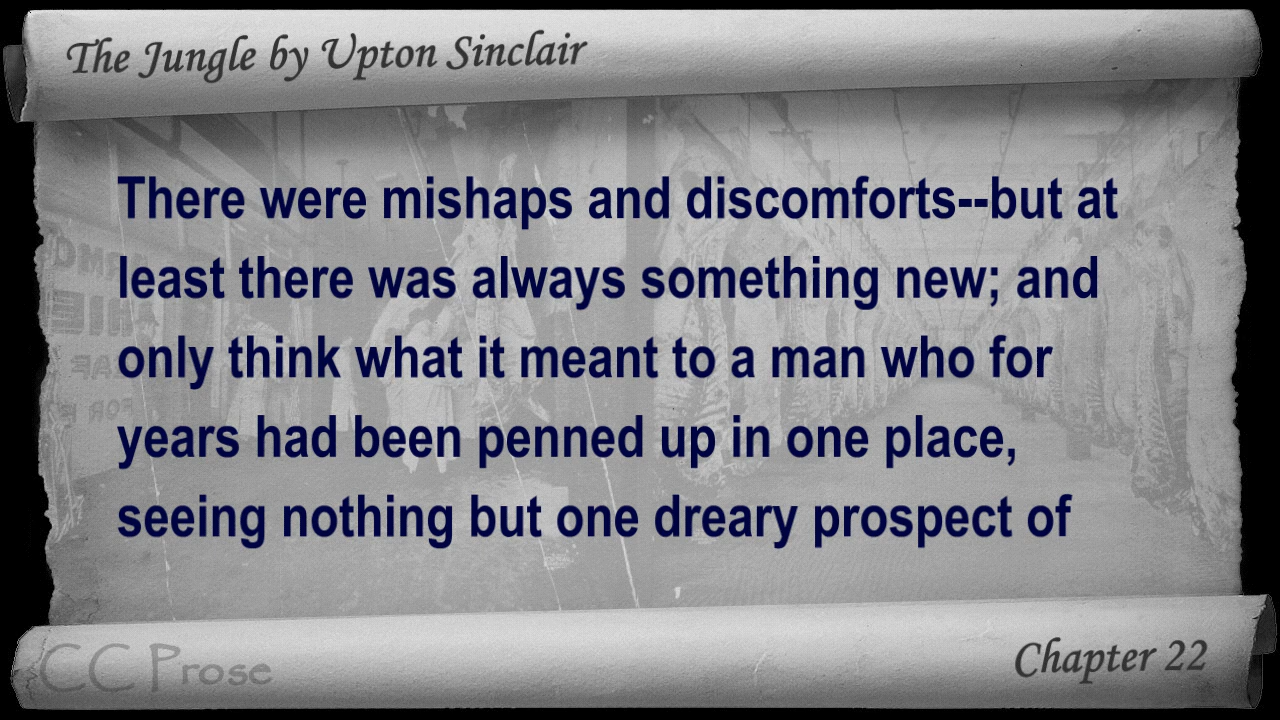 The Jungle by Upton Sinclair
There were mishaps and discomforts--but at
least there was always something new; and
only think what it meant to a man who for
years had been penned up in one place,
seeing nothing but one dreary prospect of
CC Prose
Chapter 22